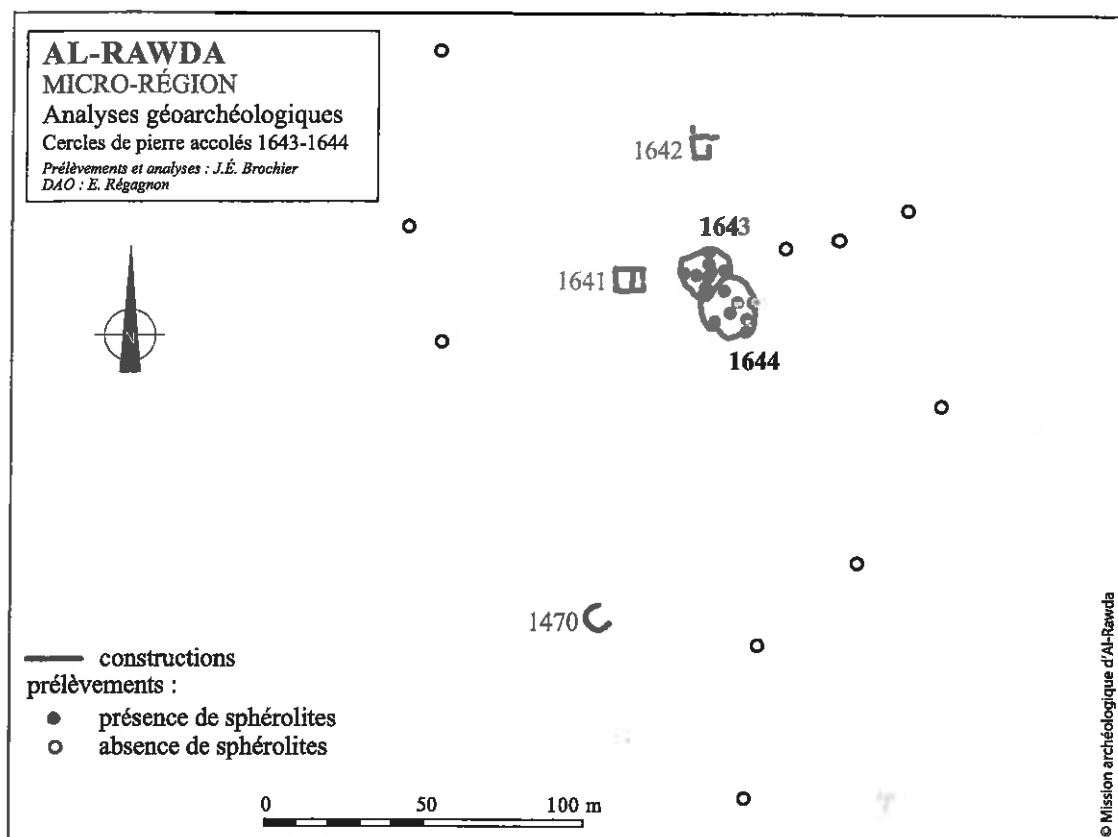 AL-RAWDA
MICRO-RÉGION
Analyses géoarchéologiques
Cercles de pierre accolés 1643-1644
Prélèvements et analyses : J.É. Brochier
DAO : E. Régagnon
1642
1643
1641
N
1644
1470
constructions
prélèvements :
présence de sphérolites
absence de sphérolites
0 50 100 m
© Mission archéologique d'Al-Rawda